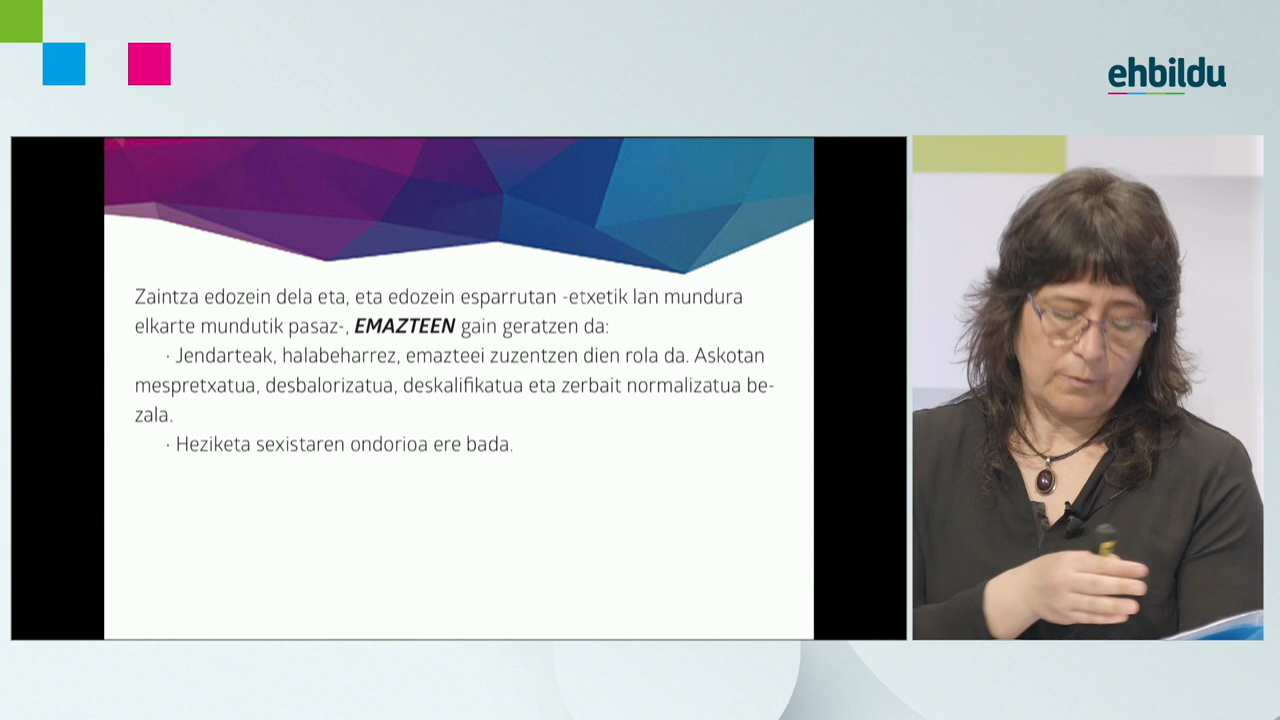 ehbildu
Zaintza edozein dela eta, eta edozein esparrutan -etxetik lan mundura
elkarte mundutik pasaz-, EMAZTEEN gain geratzen da:
· Jendarteak, halabeharrez, emazteei zuzentzen dien rola da. Askotan
mespretxatua, desbalorizatua, deskalifikatua eta zerbait normalizatua be-
zala.
· Heziketa sexistaren ondorioa ere bada.